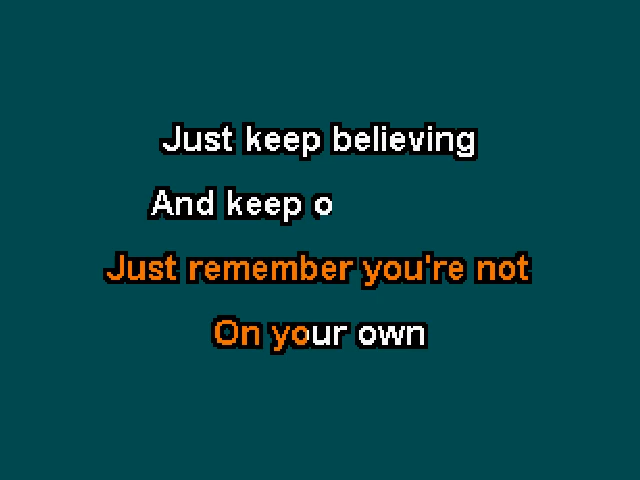 Just keep believing
And keep o
Just remember you're not
On your own